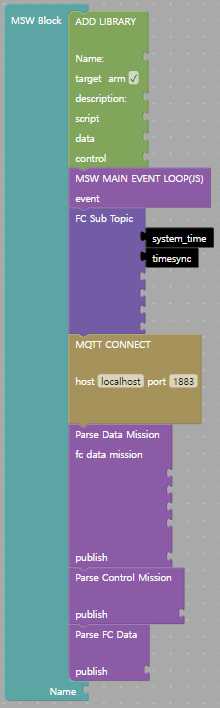 MSW Block
ADD LIBRARY
Name:
target arm ✓
description:
script
data
control
MSW MAIN EVENT LOOP(JS)
event
FC Sub Topic
system_time
timesync
MQTT CONNECT
host localhost port 1883
Parse Data Mission
fc data mission
publish
Parse Control Mission
publish
Parse FC Data
publish
Name